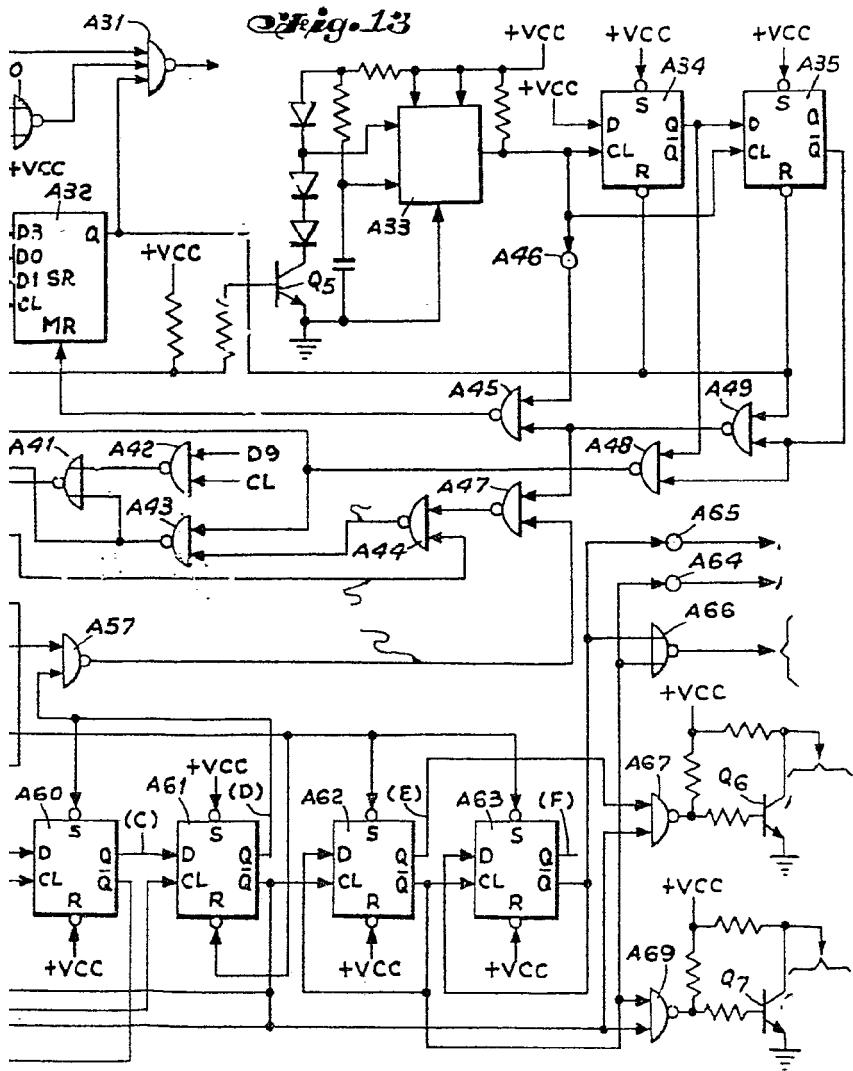 A31
Fig. 13
+VCC
+VCC
+VCC
+VCC
A34
A35
S
D
Q
CL
Q̅
R
S
D
Q
CL
Q̅
R
+VCC
A32
D3
D0
D1 SR
CL
MR
Q
+VCC
A33
Q5
A46
A45
A49
A48
A41
A42
D9
CL
A43
A44
A47
A65
A64
A66
A57
+VCC
A60
(C)
A61
+VCC
(D)
A62
(E)
A63
(F)
A67
Q6
S
D
Q
CL
Q̅
R
+VCC
S
D
Q
CL
Q̅
R
S
D
Q
CL
Q̅
R
+VCC
S
D
Q
CL
Q̅
R
+VCC
+VCC
A69
Q7